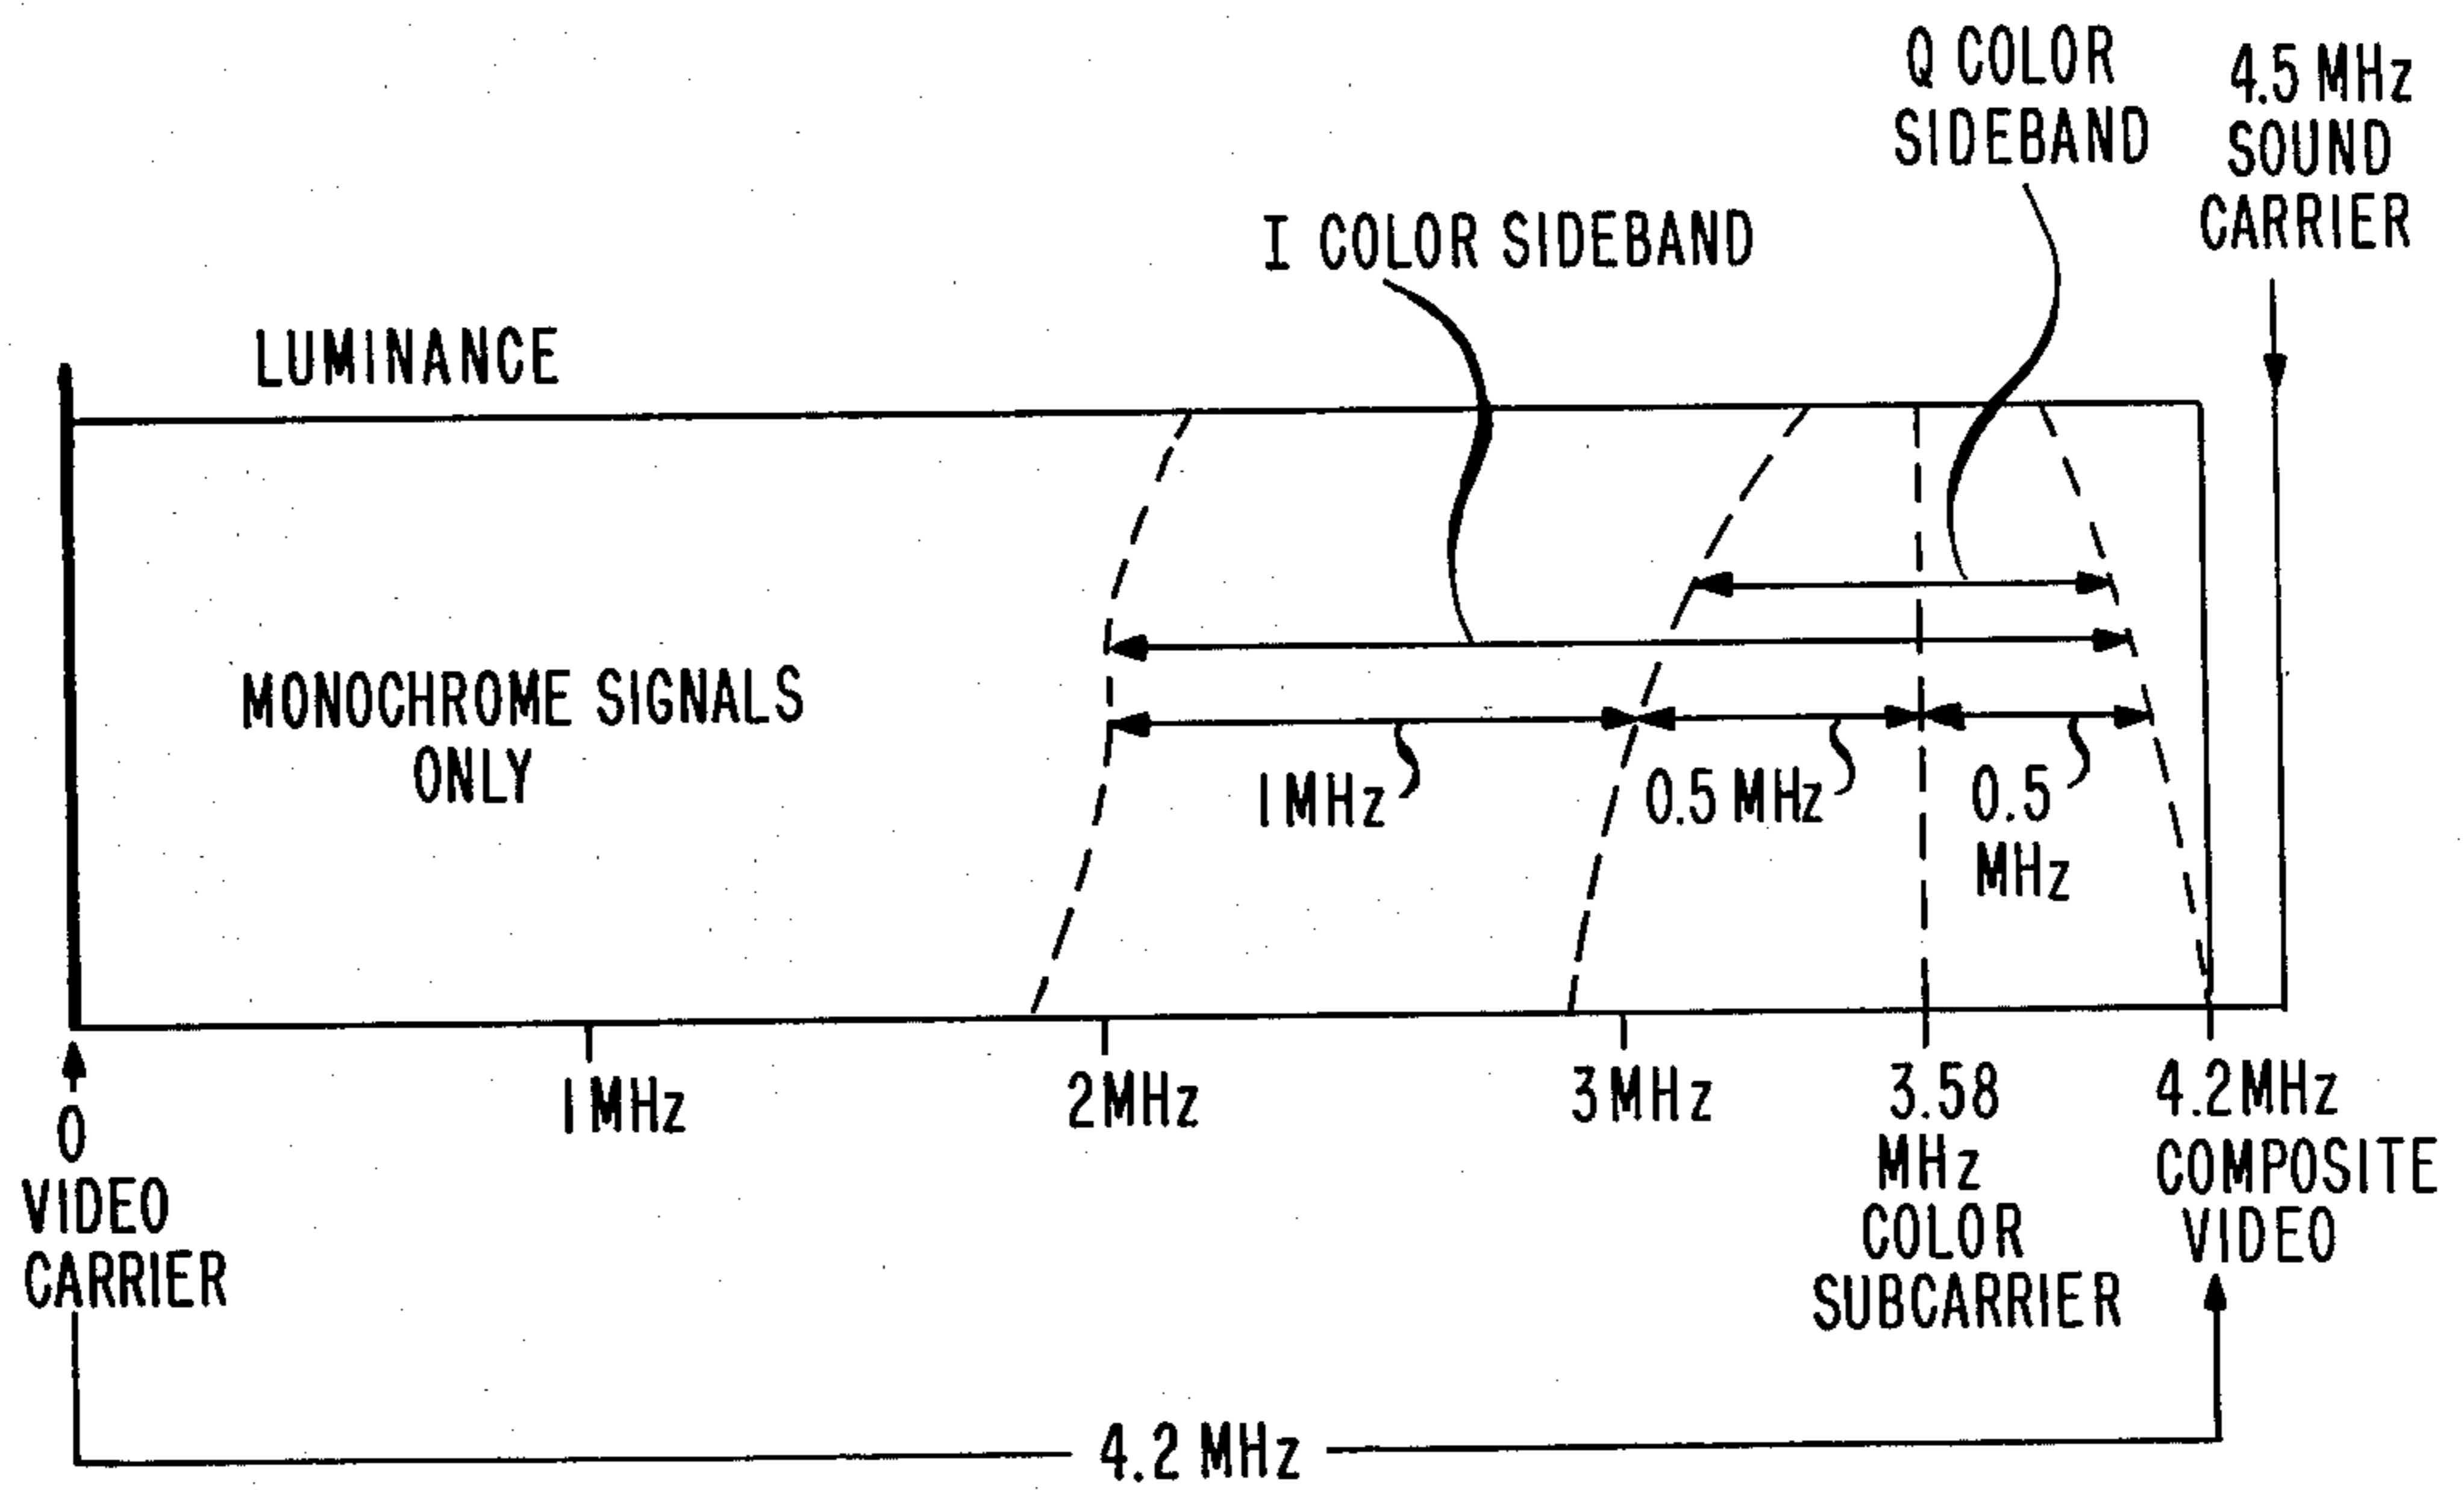 Q COLOR
SIDEBAND
4.5 MHz
SOUND
CARRIER
I COLOR SIDEBAND
LUMINANCE
MONOCHROME SIGNALS
ONLY
1MHz
0.5 MHz
0.5
MHz
0
VIDEO
CARRIER
1MHz
2MHz
3MHz
3.58
MHz
COLOR
SUBCARRIER
4.2MHz
COMPOSITE
VIDEO
4.2 MHz